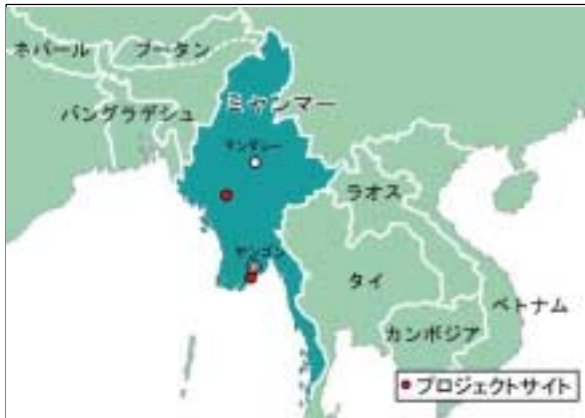 ネパール
ブータン
ミャンマー
バングラデシュ
マンダレー
ラオス
ヤンゴン
タイ
ベトナム
カンボジア
プロジェクトサイト